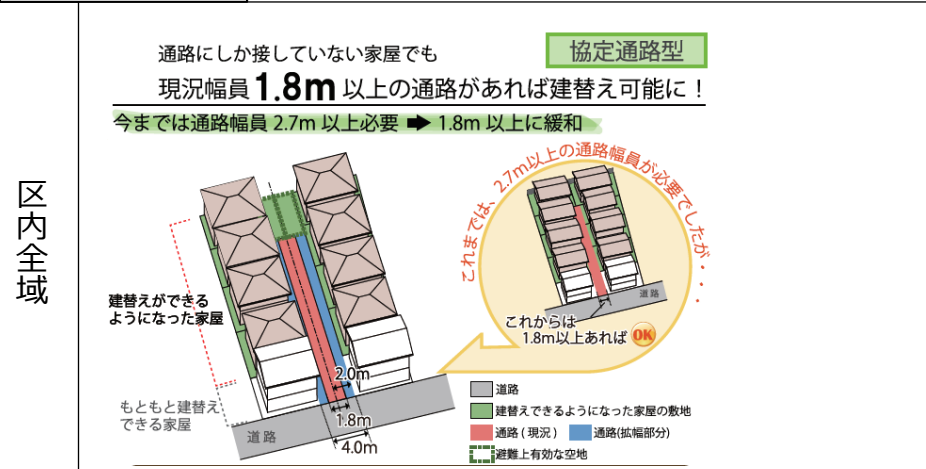 区内全域
通路にしか接していない家屋でも
協定通路型
現況幅員1.8m以上の通路があれば建替え可能に！
今までは通路幅員2.7m以上必要➡1.8m以上に緩和
これまでは、2.7m以上の通路幅員が必要でしたが・・・
道路
これからは
1.8m以上あればOK
建替えができる
ようになった家屋
もともと建替え
できる家屋
道路
2.0m
1.8m
4.0m
道路
建替えできるようになった家屋の敷地
通路(現況) 通路(拡幅部分)
避難上有効な空地